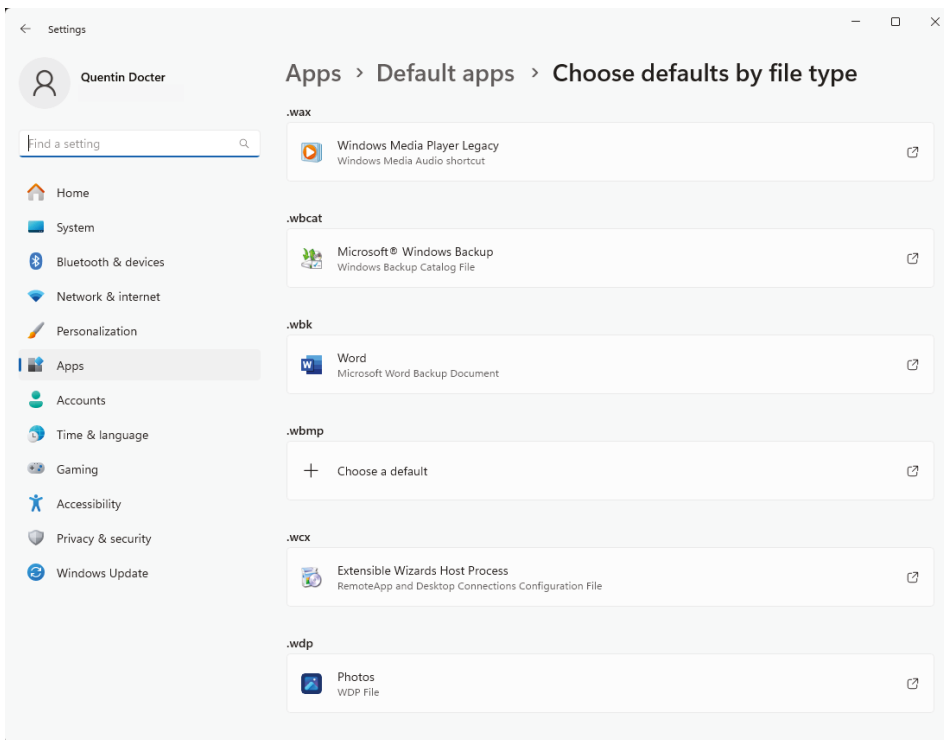 Settings
Quentin Docter
Find a setting
Home
System
Bluetooth & devices
Network & internet
Personalization
Apps
Accounts
Time & language
Gaming
Accessibility
Privacy & security
Windows Update
Apps > Default apps > Choose defaults by file type
.wax
Windows Media Player Legacy
Windows Media Audio shortcut
.wbcat
Microsoft® Windows Backup
Windows Backup Catalog File
.wbk
Word
Microsoft Word Backup Document
.wbmp
Choose a default
.wcx
Extensible Wizards Host Process
RemoteApp and Desktop Connections Configuration File
.wdp
Photos
WDP File